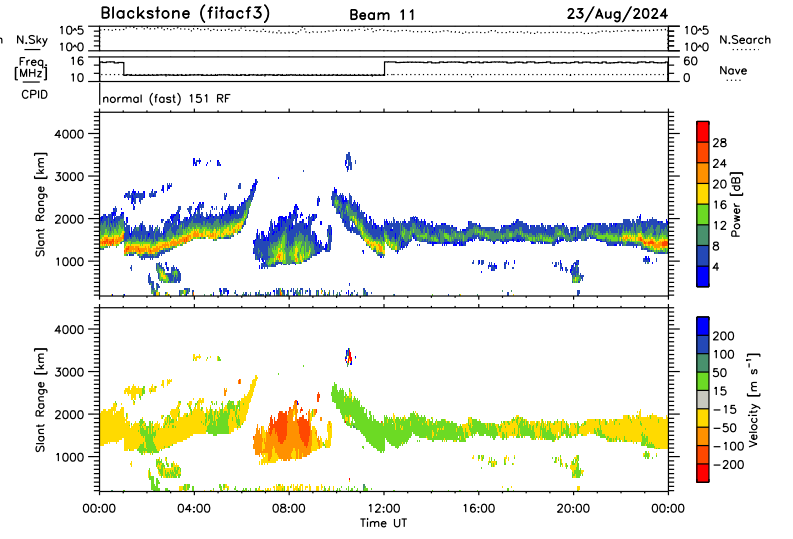 Blackstone (fitacf3) Beam 11 23/Aug/2024
N.Sky 10^5 10^0 10^5 10^0 N.Search
Freq. [MHz] 16 10 60 0 Nave
CPID normal (fast) 151 RF
Slant Range [km]
4000
3000
2000
1000
28
24
20
16
12
8
4
Power [dB]
Slant Range [km]
4000
3000
2000
1000
200
100
50
15
−15
−50
−100
−200
Velocity [m s⁻¹]
00:00 04:00 08:00 12:00 16:00 20:00 00:00
Time UT